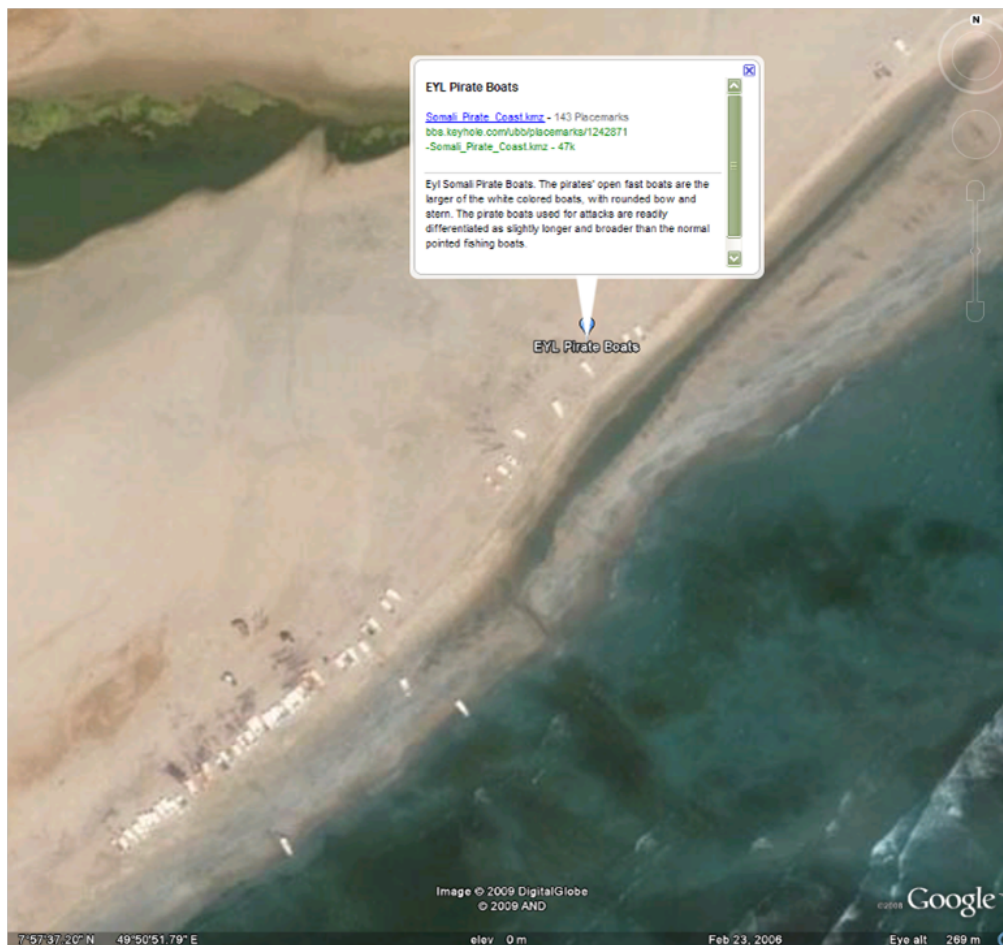 N
EYL Pirate Boats
Somali_Pirate_Coast.kmz - 143 Placemarks
bbs.keyhole.com/ubb/placemarks/1242871
-Somali_Pirate_Coast.kmz - 47k
Eyl Somali Pirate Boats. The pirates' open fast boats are the
larger of the white colored boats, with rounded bow and
stern. The pirate boats used for attacks are readily
differentiated as slightly longer and broader than the normal
pointed fishing boats.
EYL Pirate Boats
Image © 2009 DigitalGlobe
© 2009 AND
©2008 Google
7°57'37.20" N 49°50'51.79" E elev 0 m Feb 23, 2006 Eye alt 269 m